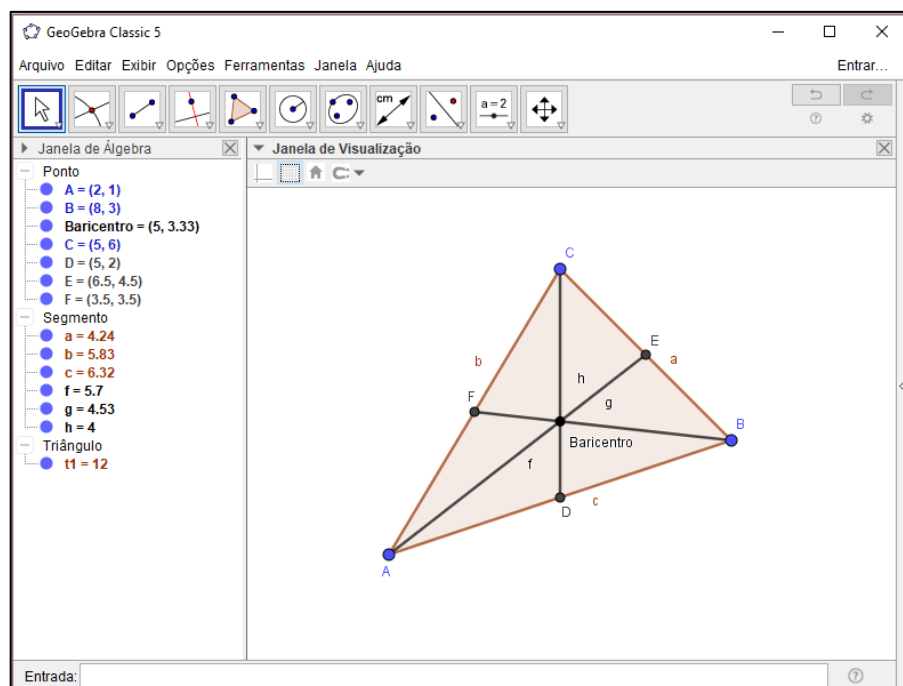 GeoGebra Classic 5
Arquivo Editar Exibir Opções Ferramentas Janela Ajuda Entrar...
cm
a = 2
Janela de Álgebra
Ponto
A = (2, 1)
B = (8, 3)
Baricentro = (5, 3.33)
C = (5, 6)
D = (5, 2)
E = (6.5, 4.5)
F = (3.5, 3.5)
Segmento
a = 4.24
b = 5.83
c = 6.32
f = 5.7
g = 4.53
h = 4
Triângulo
t1 = 12
Janela de Visualização
C
E
b
a
h
F
g
B
Baricentro
f
D
c
A
Entrada: